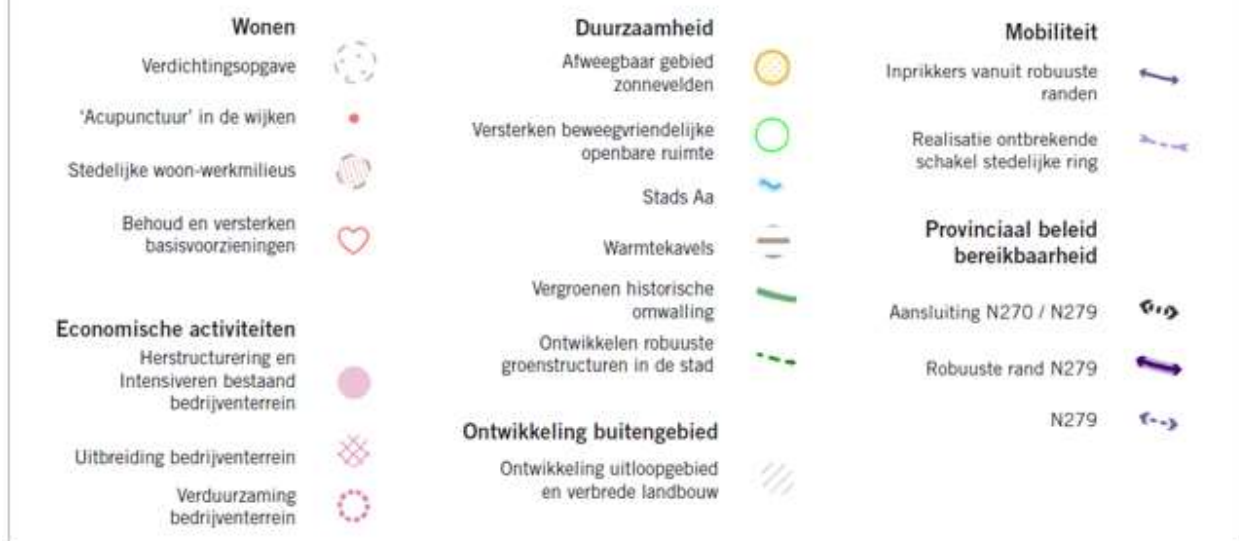 Wonen
Verdichtingsopgave
'Acupunctuur' in de wijken
Stedelijke woon-werkmilieus
Behoud en versterken
basisvoorzieningen
Economische activiteiten
Herstructurering en
Intensiveren bestaand
bedrijventerrein
Uitbreiding bedrijventerrein
Verduurzaming
bedrijventerrein
Duurzaamheid
Afweegbaar gebied
zonnevelden
Versterken beweegvriendelijke
openbare ruimte
Stads Aa
Warmtekavels
Vergroenen historische
omwalling
Ontwikkelen robuuste
groenstructuren in de stad
Ontwikkeling buitengebied
Ontwikkeling uitloopgebied
en verbrede landbouw
Mobiliteit
Inprikkers vanuit robuuste
randen
Realisatie ontbrekende
schakel stedelijke ring
Provinciaal beleid
bereikbaarheid
Aansluiting N270 / N279
Robuuste rand N279
N279